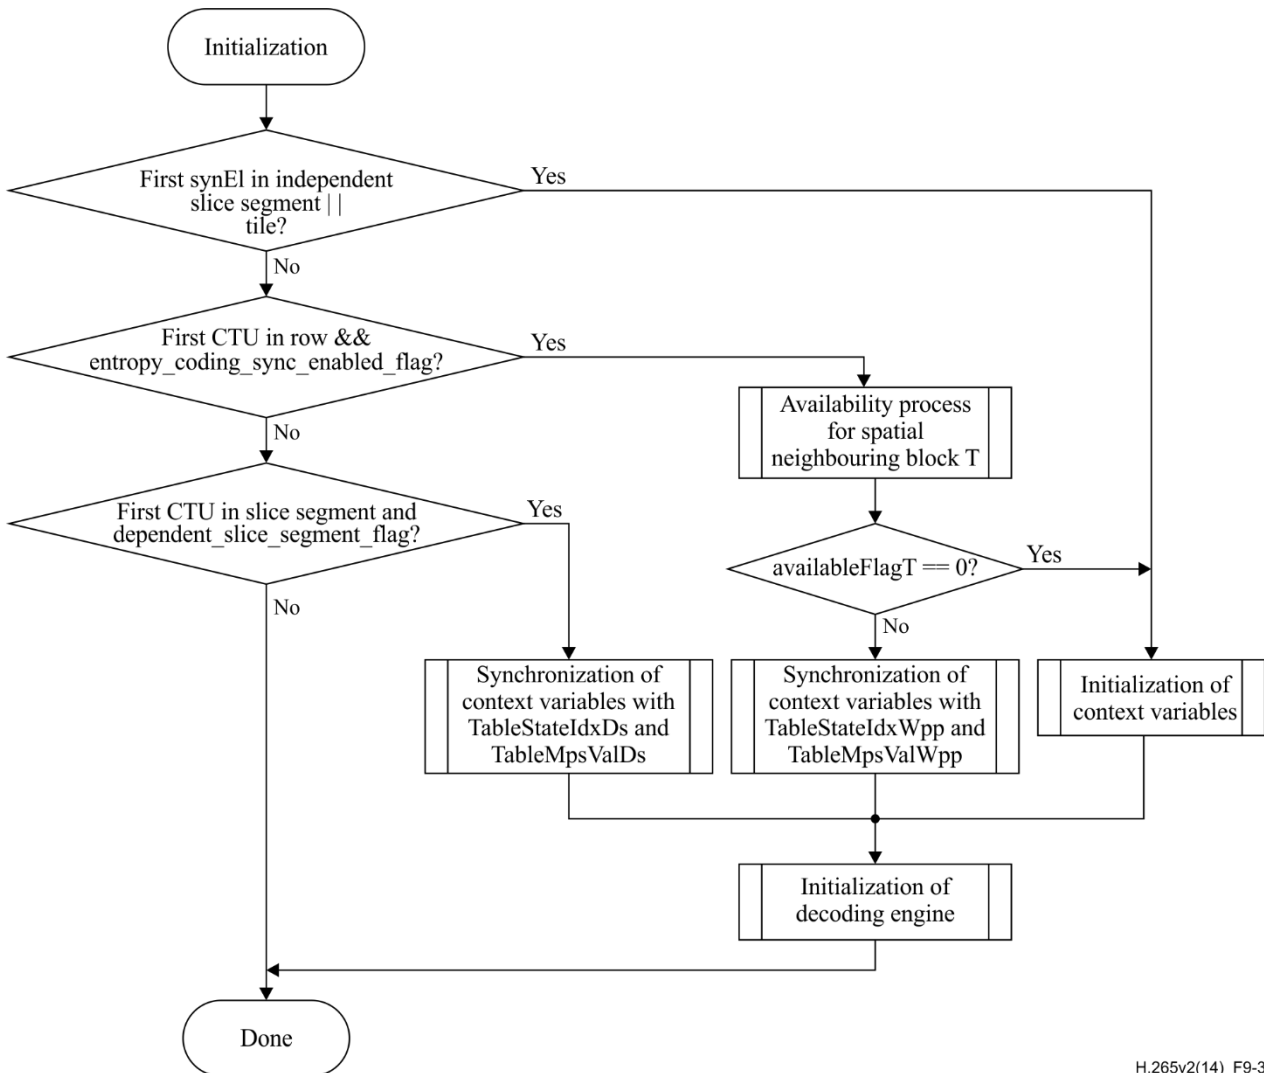 Initialization
First synEl in independent
slice segment | |
tile?
Yes
No
First CTU in row &&
entropy_coding_sync_enabled_flag?
Yes
Availability process
for spatial
neighbouring block T
No
First CTU in slice segment and
dependent_slice_segment_flag?
Yes
availableFlagT == 0?
Yes
No
No
Synchronization of
context variables with
TableStateIdxDs and
TableMpsValDs
Synchronization of
context variables with
TableStateIdxWpp and
TableMpsValWpp
Initialization of
context variables
Initialization of
decoding engine
Done
H.265v2(14)_F9-3